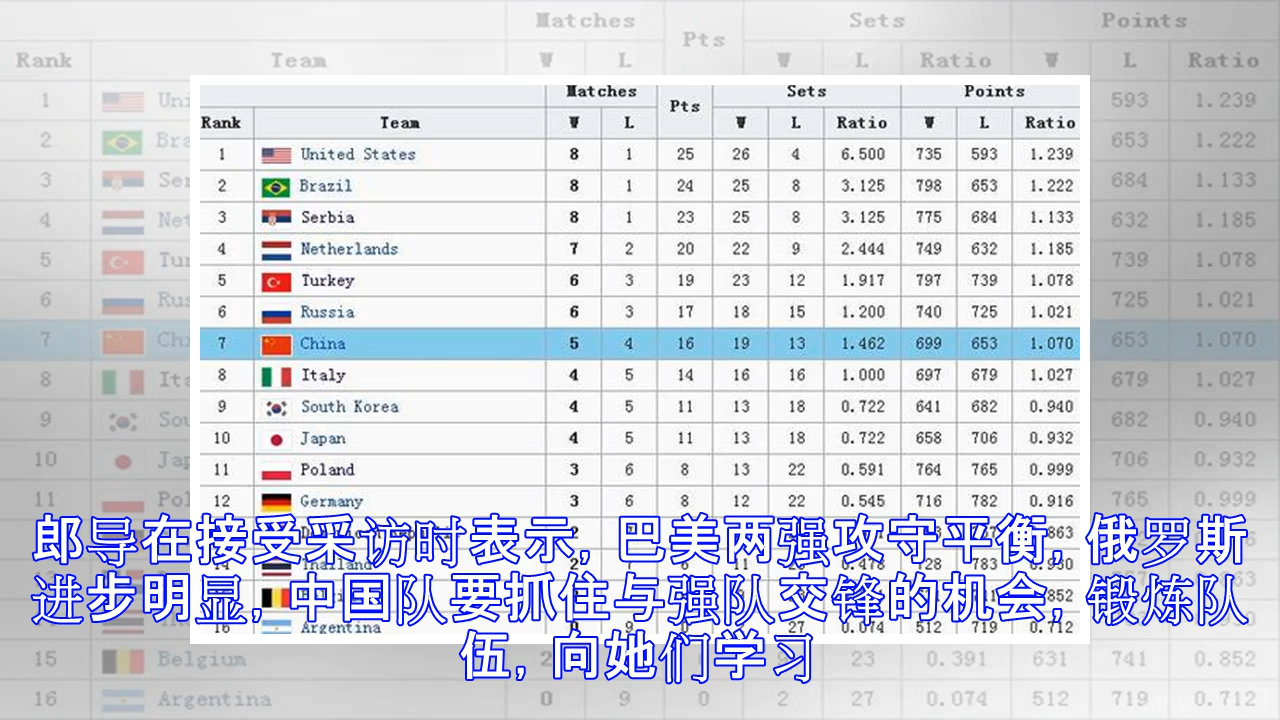 Matches Sets Points
Rank Team W L Pts W L Ratio W L Ratio
1 United States 8 1 25 26 4 6.500 735 593 1.239
2 Brazil 8 1 24 25 8 3.125 798 653 1.222
3 Serbia 8 1 23 25 8 3.125 775 684 1.133
4 Netherlands 7 2 20 22 9 2.444 749 632 1.185
5 Turkey 6 3 19 23 12 1.917 797 739 1.078
6 Russia 6 3 17 18 15 1.200 740 725 1.021
7 China 5 4 16 19 13 1.462 699 653 1.070
8 Italy 4 5 14 16 16 1.000 697 679 1.027
9 South Korea 4 5 11 13 18 0.722 641 682 0.940
10 Japan 4 5 11 13 18 0.722 658 706 0.932
11 Poland 3 6 8 13 22 0.591 764 765 0.999
12 Germany 3 6 8 12 22 0.545 716 782 0.916
郎导在接受采访时表示, 巴美两强攻守平衡, 俄罗斯
进步明显, 中国队要抓住与强队交锋的机会, 锻炼队
伍, 向她们学习
16 Argentina 0 9 27 0.074 512 719 0.712
15 Belgium 23 0.391 631 741 0.852
16 Argentina 0 9 0 2 27 0.074 512 719 0.712